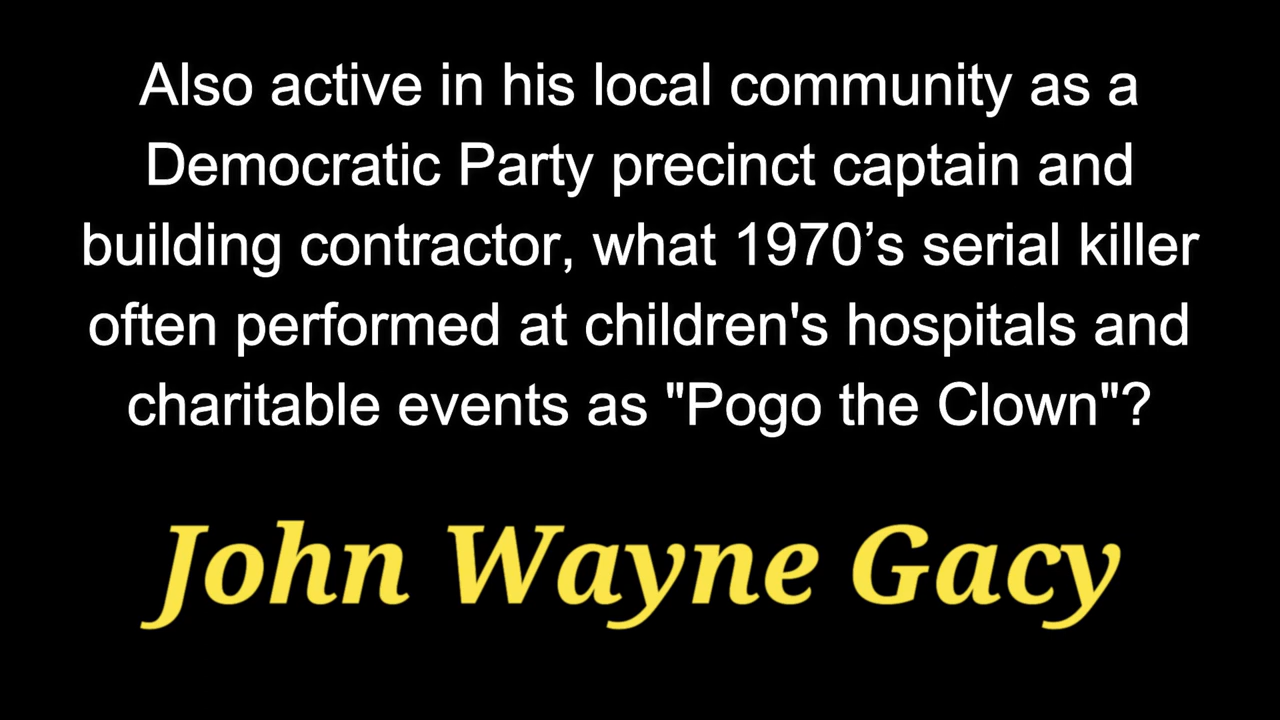 Also active in his local community as a
Democratic Party precinct captain and
building contractor, what 1970’s serial killer
often performed at children's hospitals and
charitable events as "Pogo the Clown"?
John Wayne Gacy